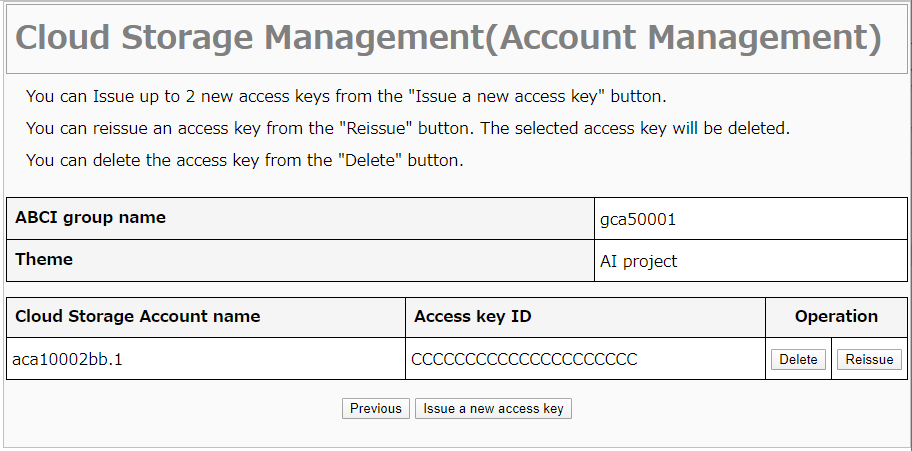 Cloud Storage Management(Account Management)
You can Issue up to 2 new access keys from the "Issue a new access key" button.
You can reissue an access key from the "Reissue" button. The selected access key will be deleted.
You can delete the access key from the "Delete" button.
ABCI group name gca50001
Theme AI project
Cloud Storage Account name Access key ID Operation
aca10002bb.1 CCCCCCCCCCCCCCCCCCCCC Delete Reissue
Previous Issue a new access key